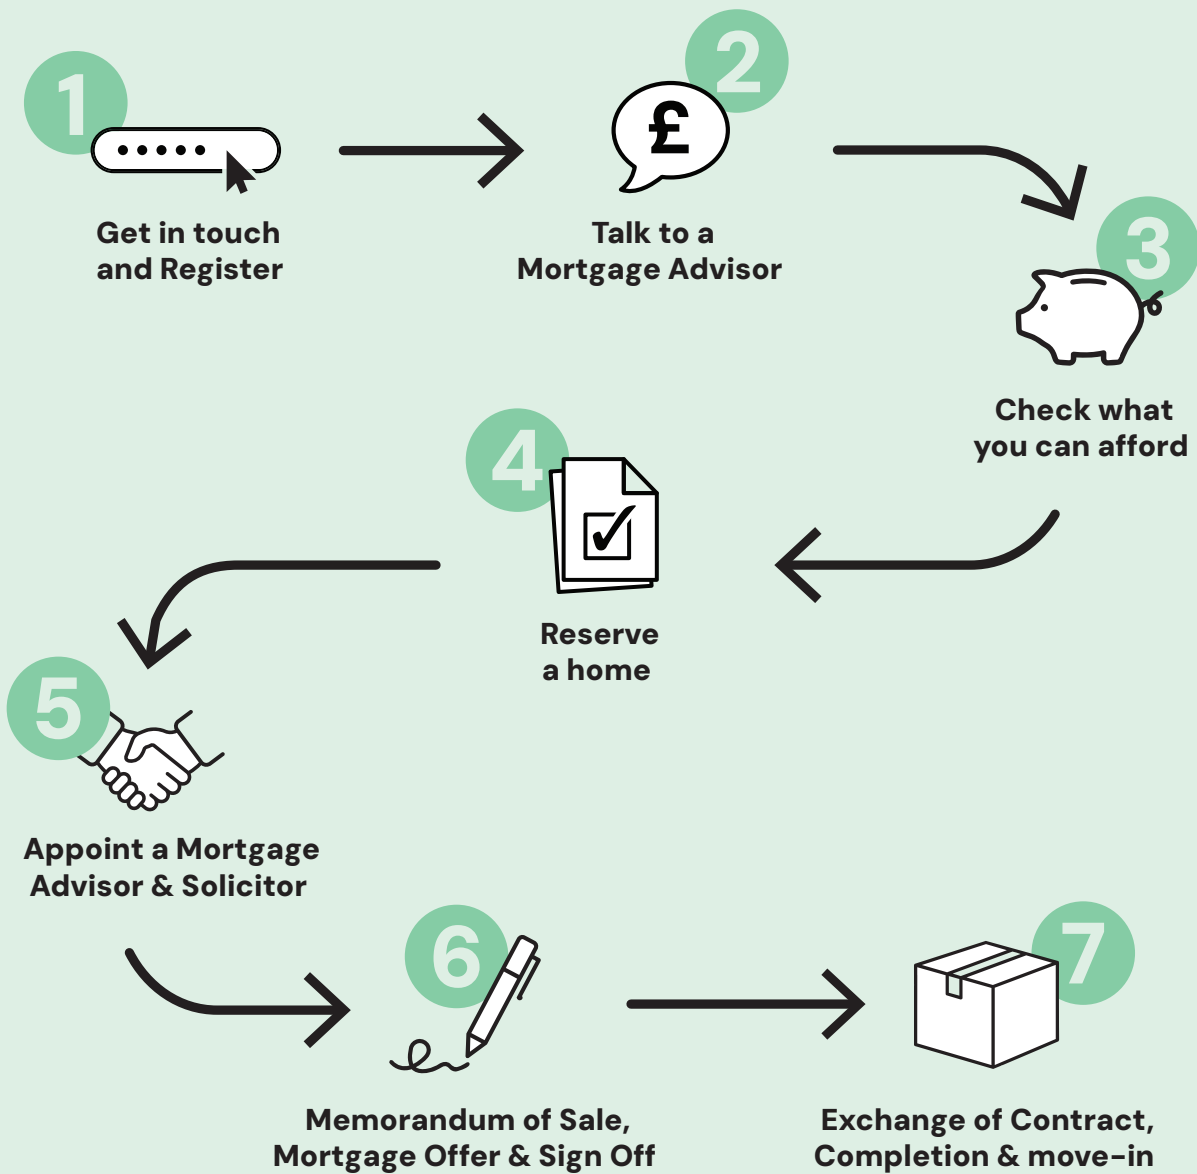 1
Get in touch
and Register
2
£
Talk to a
Mortgage Advisor
3
Check what
you can afford
4
Reserve
a home
5
Appoint a Mortgage
Advisor & Solicitor
6
Memorandum of Sale,
Mortgage Offer & Sign Off
7
Exchange of Contract,
Completion & move-in